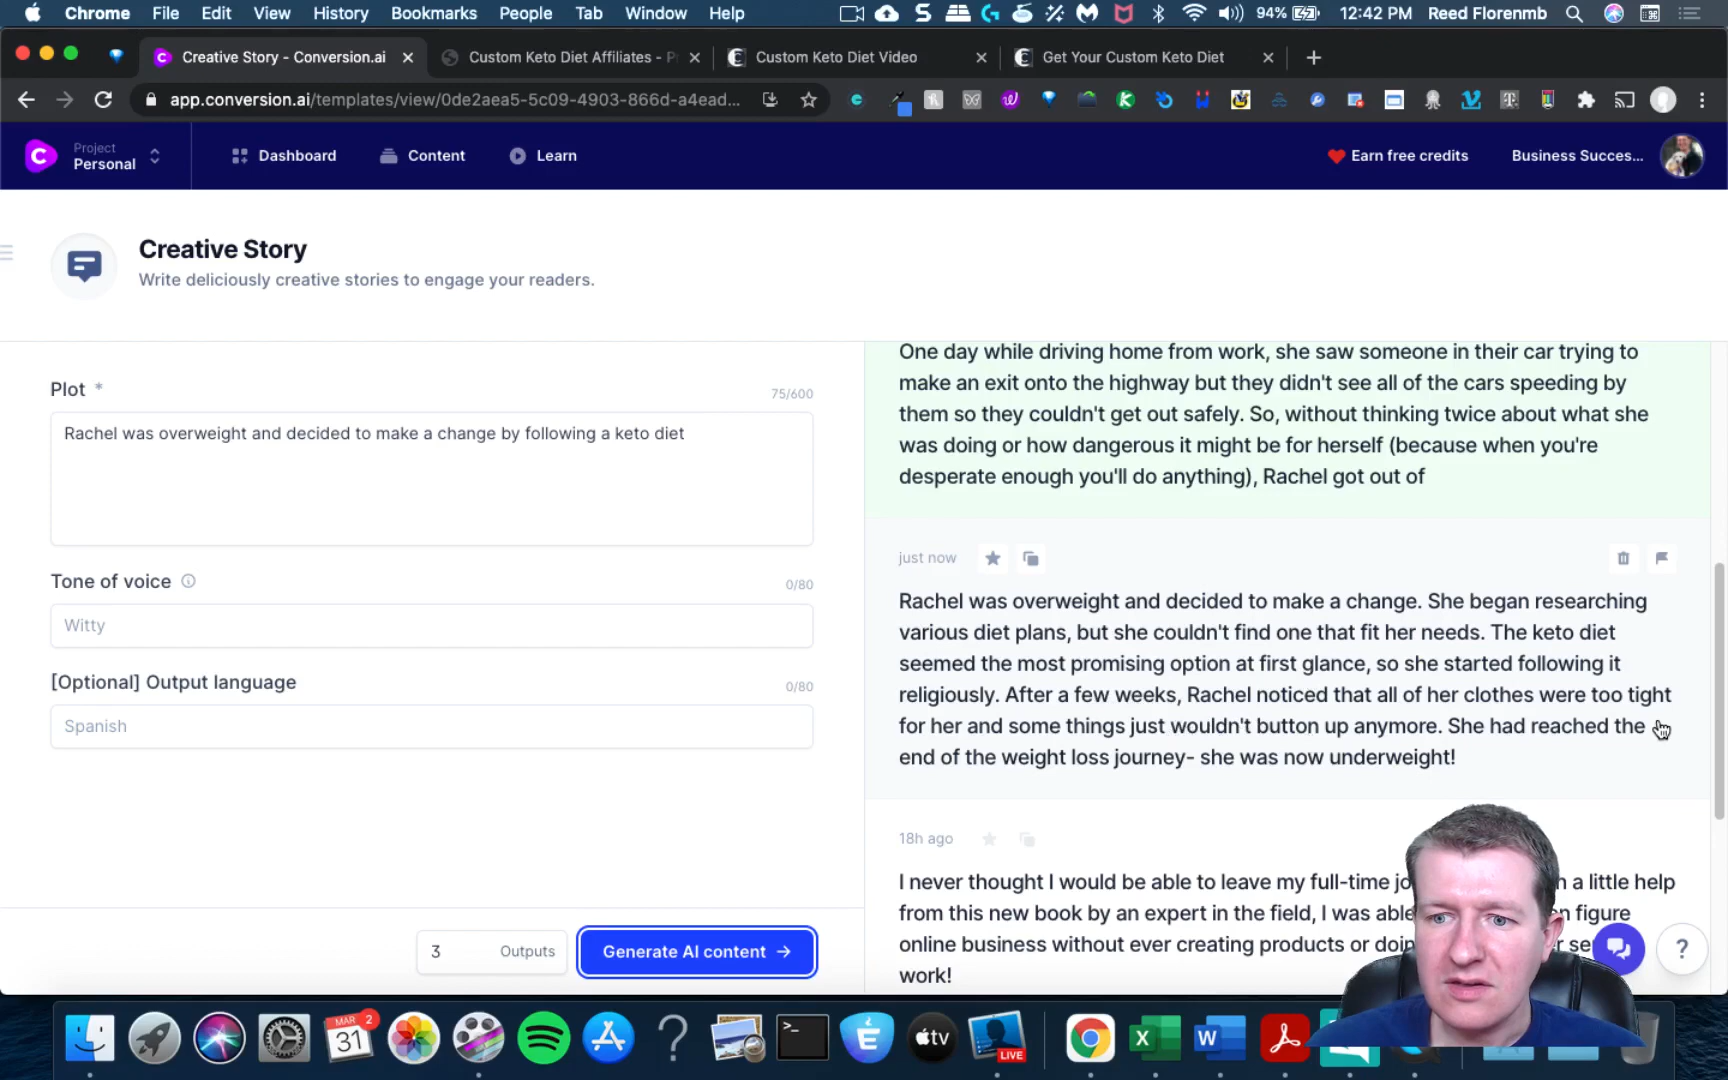 Chrome File Edit View History Bookmarks People Tab Window Help 94% 12:42 PM Reed Florenmb
Creative Story - Conversion.ai Custom Keto Diet Affiliates - Custom Keto Diet Video Get Your Custom Keto Diet
app.conversion.ai/templates/view/0de2aea5-5c09-4903-866d-a4ead...
Project
Personal
Dashboard Content Learn Earn free credits Business Succes...
Creative Story
Write deliciously creative stories to engage your readers.
Plot *
75/600
Rachel was overweight and decided to make a change by following a keto diet
Tone of voice
0/80
Witty
[Optional] Output language
0/80
Spanish
3 Outputs
Generate AI content →
One day while driving home from work, she saw someone in their car trying to
make an exit onto the highway but they didn't see all of the cars speeding by
them so they couldn't get out safely. So, without thinking twice about what she
was doing or how dangerous it might be for herself (because when you're
desperate enough you'll do anything), Rachel got out of
just now
Rachel was overweight and decided to make a change. She began researching
various diet plans, but she couldn't find one that fit her needs. The keto diet
seemed the most promising option at first glance, so she started following it
religiously. After a few weeks, Rachel noticed that all of her clothes were too tight
for her and some things just wouldn't button up anymore. She had reached the
end of the weight loss journey- she was now underweight!
18h ago
I never thought I would be able to leave my full-time a little help
from this new book by an expert in the field, I was figure
online business without ever creating products or
work!
?
MAR 2
31
tv
LIVE
X
W